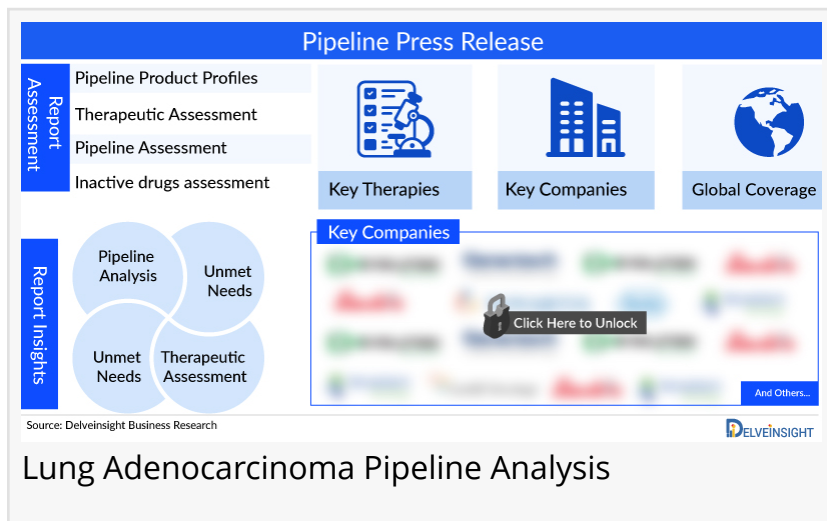 Pipeline Press Release
Report
Assessment
Pipeline Product Profiles
Therapeutic Assessment
Pipeline Assessment
Inactive drugs assessment
Key Therapies
Key Companies
Global Coverage
Report Insights
Pipeline
Analysis
Unmet
Needs
Unmet
Needs
Therapeutic
Assessment
Key Companies
Click Here to Unlock
And Others...
Source: Delveinsight Business Research
DELVEINSIGHT
Lung Adenocarcinoma Pipeline Analysis